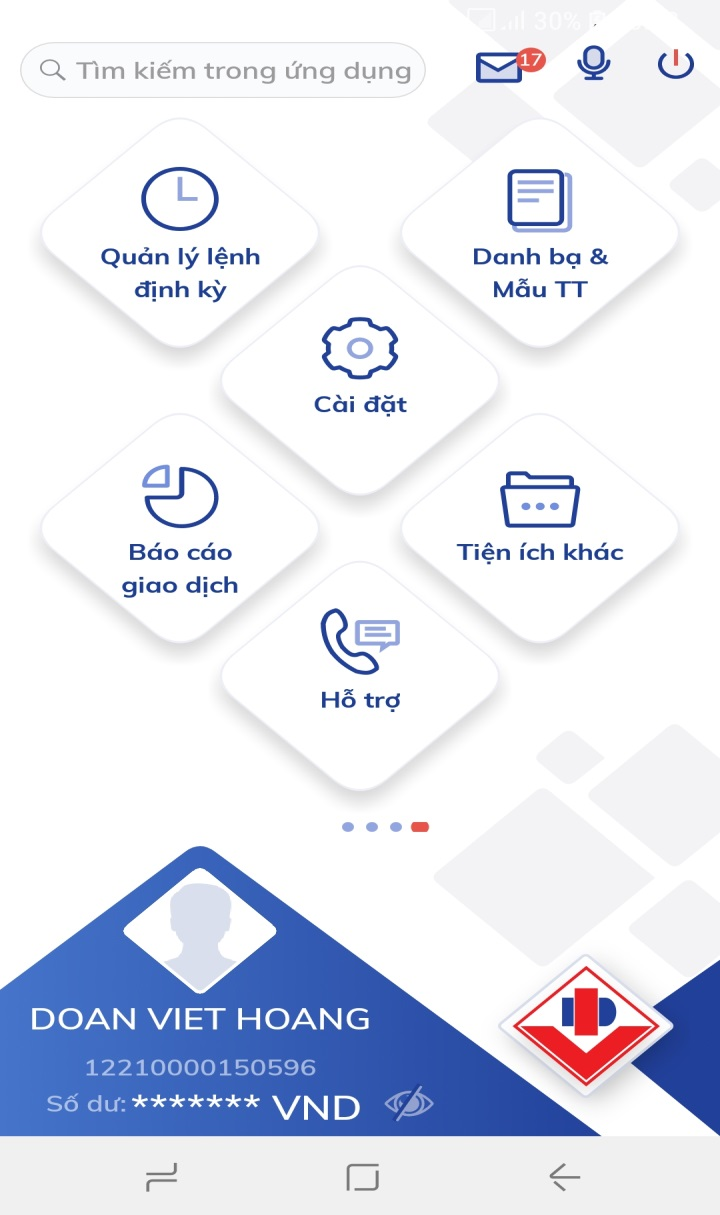 30%
Tìm kiếm trong ứng dụng
17
Quản lý lệnh
định kỳ
Danh bạ &
Mẫu TT
Cài đặt
Báo cáo
giao dịch
Tiện ích khác
Hỗ trợ
DOAN VIET HOANG
12210000150596
Số dư: ******* VND